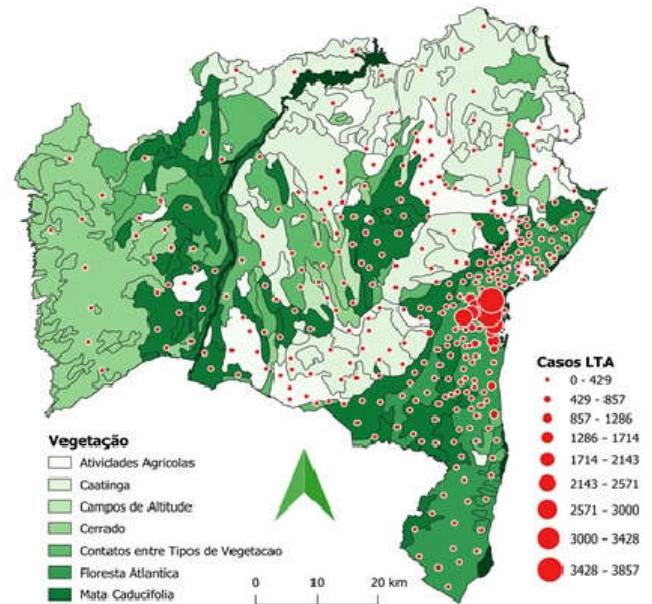 Casos LTA
0 - 429
429 - 857
857 - 1286
1286 - 1714
1714 - 2143
2143 - 2571
2571 - 3000
3000 - 3428
3428 - 3857
Vegetação
Atividades Agricolas
Caatiinga
Campos de Altitude
Cerrado
Contatos entre Tipos de Vegetacao
Floresta Atlantica
Mata Caducifolia
0 10 20 km